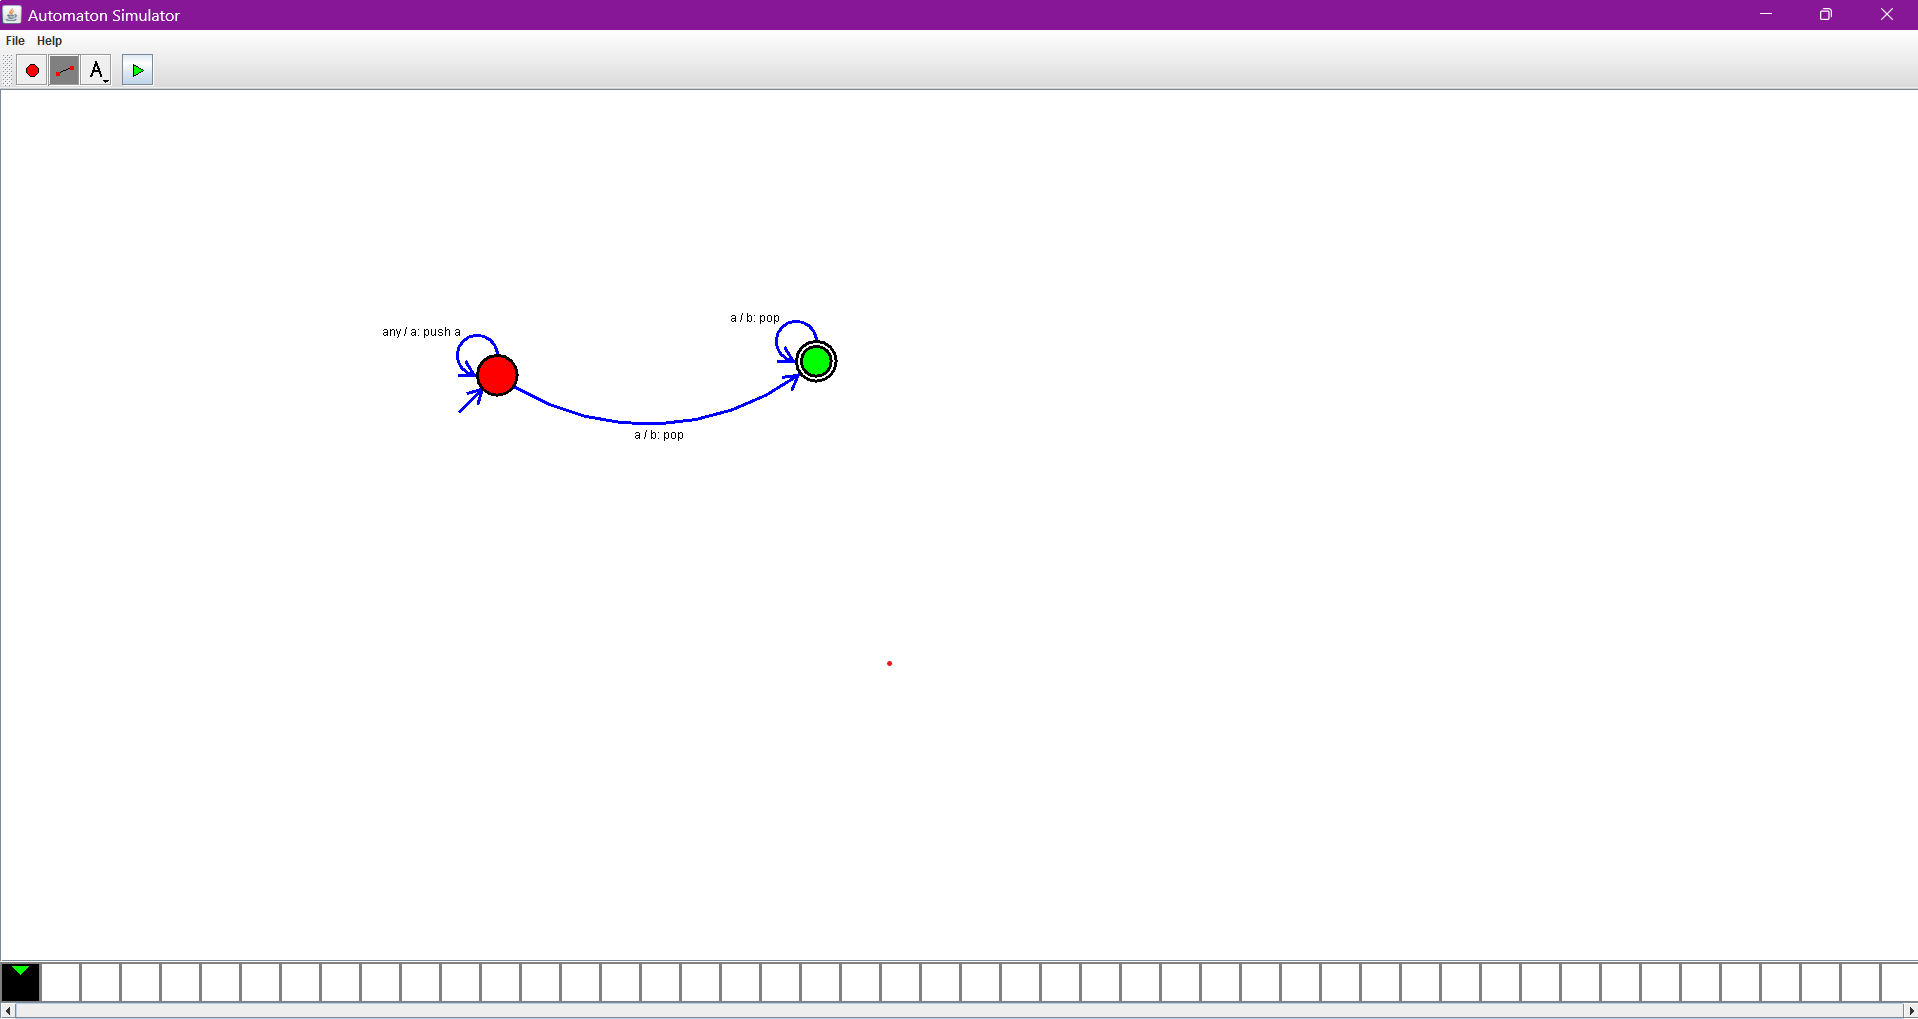 Automaton Simulator
File Help
A
a / b: pop
any / a: push a
a / b: pop